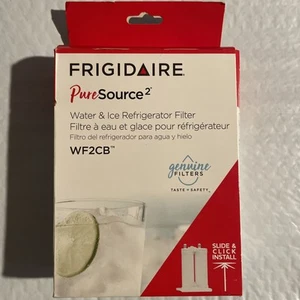 FRIGIDAIRE
PureSource2
Water & Ice Refrigerator Filter
Filtre à eau et glace pour réfrigérateur
Filtro del refrigerador para agua y hielo
WF2CB™
genuine
FILTERS
TASTE + SAFETY
SLIDE &
CLICK
INSTALL